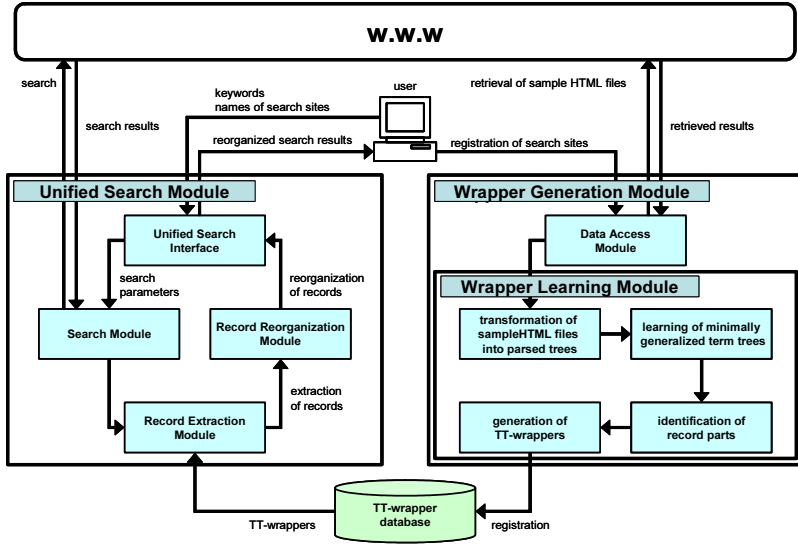 w.w.w
search
search results
keywords
names of search sites
user
retrieval of sample HTML files
retrieved results
reorganized search results
registration of search sites
Unified Search Module
Unified Search
Interface
search
parameters
reorganization
of records
Search Module
Record Reorganization
Module
extraction
of records
Record Extraction
Module
Wrapper Generation Module
Data Access
Module
Wrapper Learning Module
transformation of
sampleHTML files
into parsed trees
learning of minimally
generalized term trees
generation of
TT-wrappers
identification of
record parts
TT-wrappers
TT-wrapper
database
registration